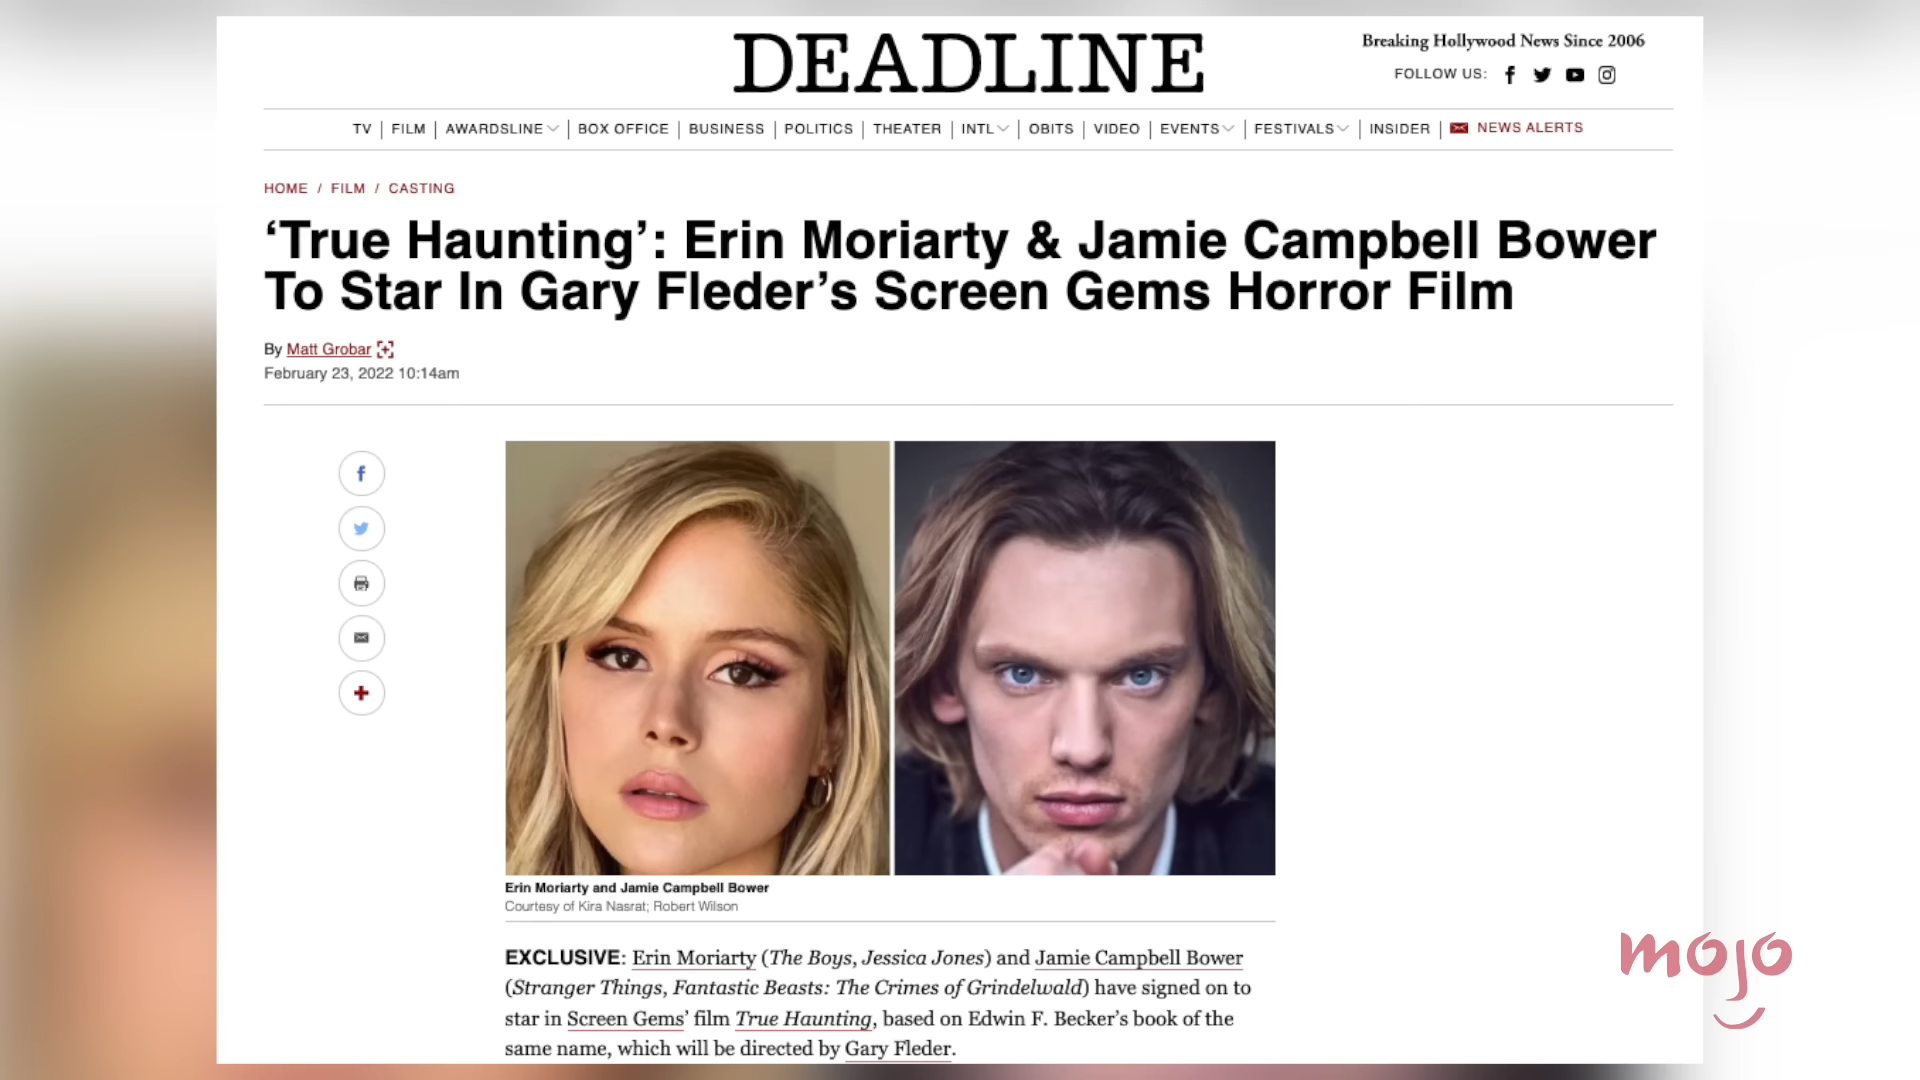 DEADLINE
Breaking Hollywood News Since 2006
FOLLOW US:
TV | FILM | AWARDSLINE | BOX OFFICE | BUSINESS | POLITICS | THEATER | INTL | OBITS | VIDEO | EVENTS | FESTIVALS | INSIDER | NEWS ALERTS
HOME / FILM / CASTING
‘True Haunting’: Erin Moriarty & Jamie Campbell Bower
To Star In Gary Fleder’s Screen Gems Horror Film
By Matt Grobar
February 23, 2022 10:14am
Erin Moriarty and Jamie Campbell Bower
Courtesy of Kira Nasrat; Robert Wilson
EXCLUSIVE: Erin Moriarty (The Boys, Jessica Jones) and Jamie Campbell Bower
(Stranger Things, Fantastic Beasts: The Crimes of Grindelwald) have signed on to
star in Screen Gems’ film True Haunting, based on Edwin F. Becker’s book of the
same name, which will be directed by Gary Fleder.
mojo